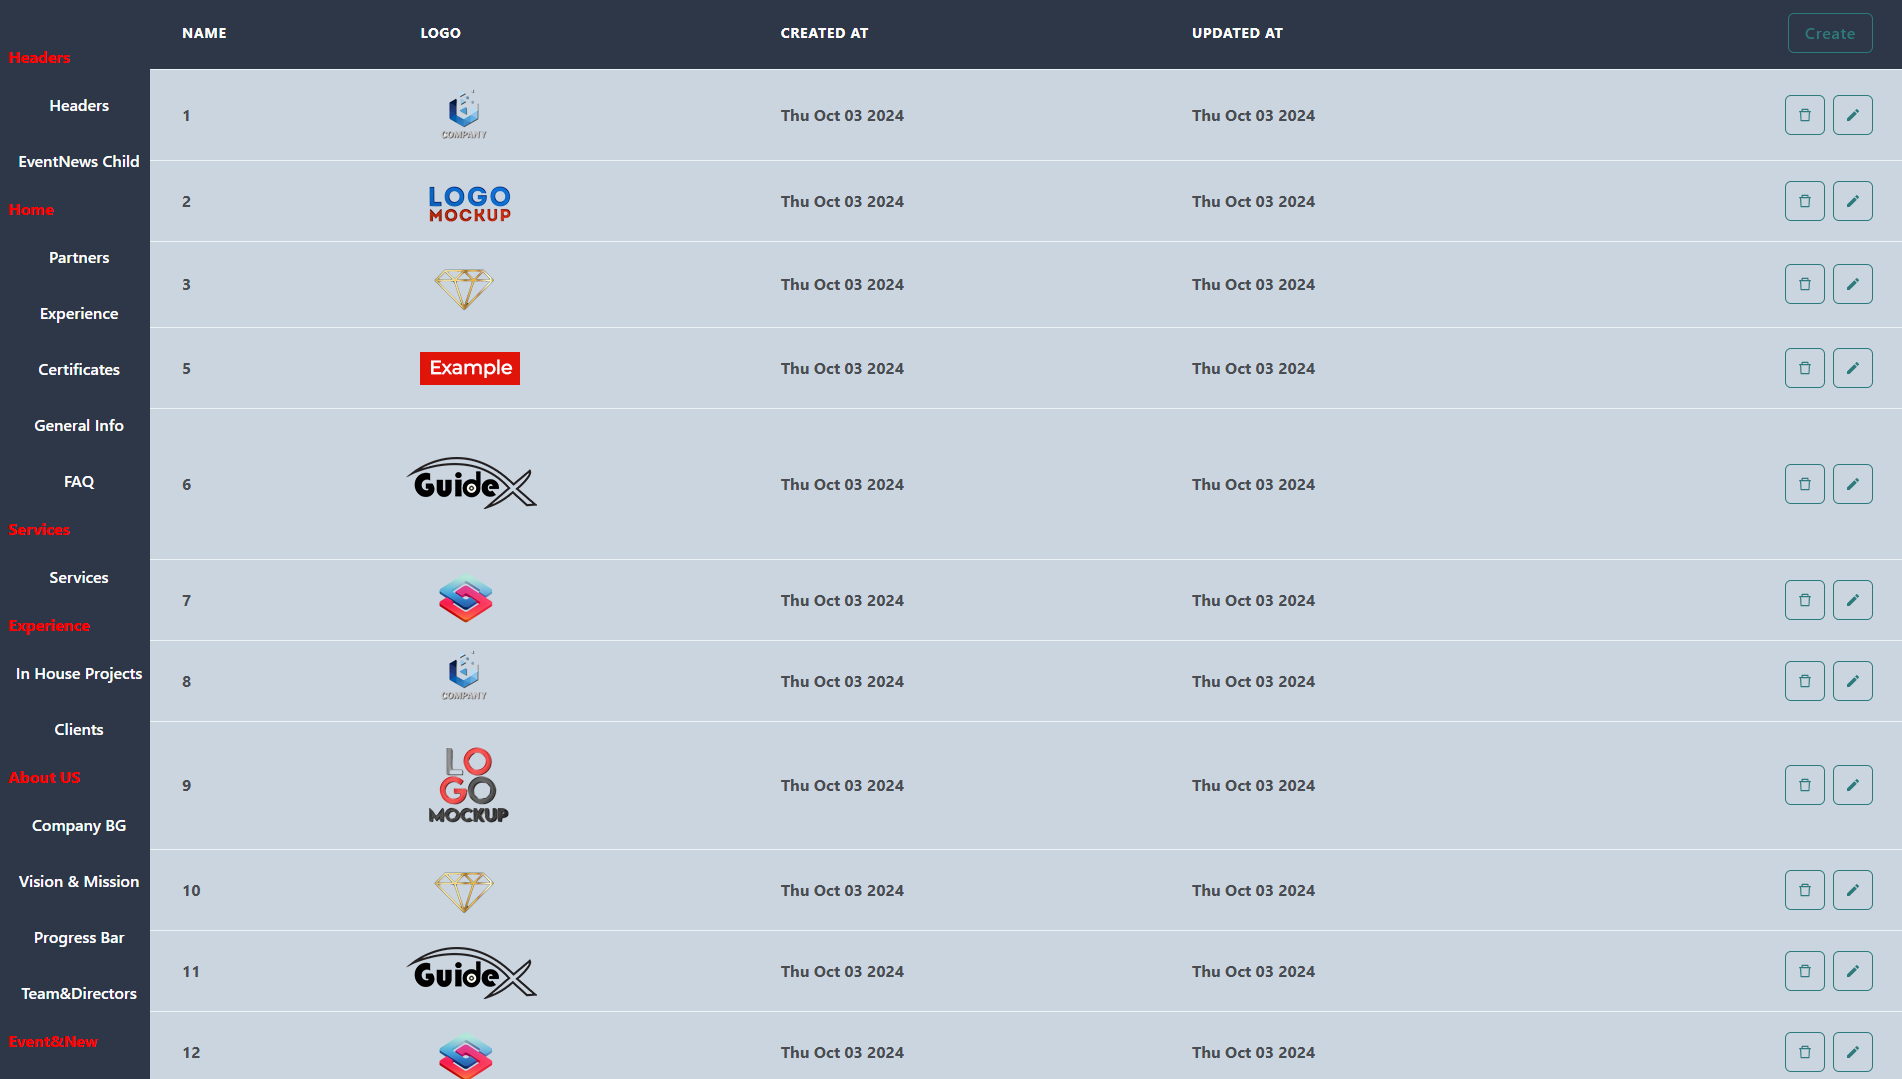 NAME LOGO CREATED AT UPDATED AT Create
Headers
Headers
EventNews Child
Home
Partners
Experience
Certificates
General Info
FAQ
Services
Services
Experience
In House Projects
Clients
About US
Company BG
Vision & Mission
Progress Bar
Team&Directors
Event&New
1 COMPANY Thu Oct 03 2024 Thu Oct 03 2024
2 LOGO MOCKUP Thu Oct 03 2024 Thu Oct 03 2024
3 Thu Oct 03 2024 Thu Oct 03 2024
5 Example Thu Oct 03 2024 Thu Oct 03 2024
6 GuideX Thu Oct 03 2024 Thu Oct 03 2024
7 Thu Oct 03 2024 Thu Oct 03 2024
8 COMPANY Thu Oct 03 2024 Thu Oct 03 2024
9 LOGO MOCKUP Thu Oct 03 2024 Thu Oct 03 2024
10 Thu Oct 03 2024 Thu Oct 03 2024
11 GuideX Thu Oct 03 2024 Thu Oct 03 2024
12 Thu Oct 03 2024 Thu Oct 03 2024